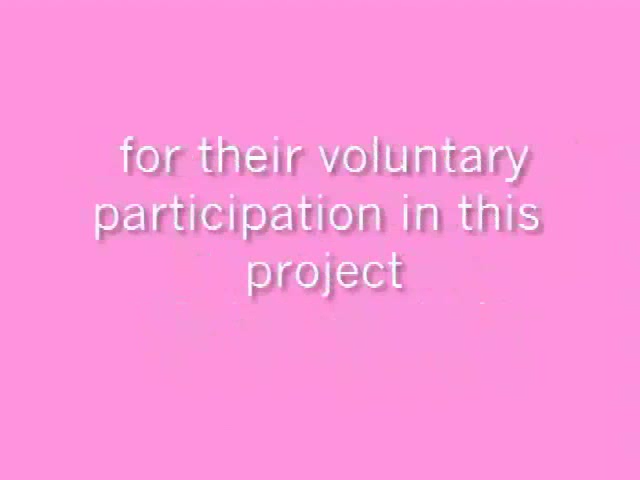 for their voluntary
participation in this
project